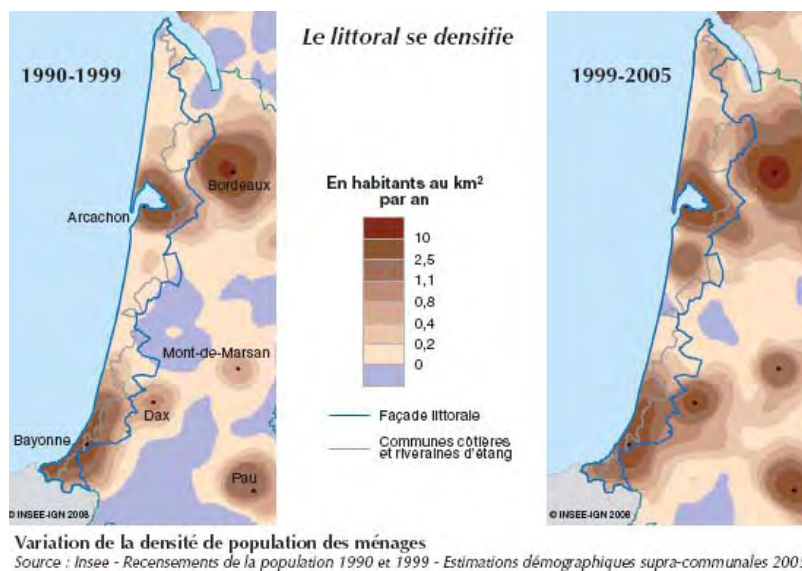 Le littoral se densifie
1990-1999
1999-2005
Bordeaux
Arcachon
En habitants au km²
par an
10
2,5
1,1
0,8
0,4
0,2
0
Mont-de-Marsan
Dax
Bayonne
Pau
Façade littorale
Communes côtières
et riveraines d'étang
© INSEE-IGN 2008
© INSEE-IGN 2008
Variation de la densité de population des ménages
Source : Insee - Recensements de la population 1990 et 1999 - Estimations démographiques supra-communales